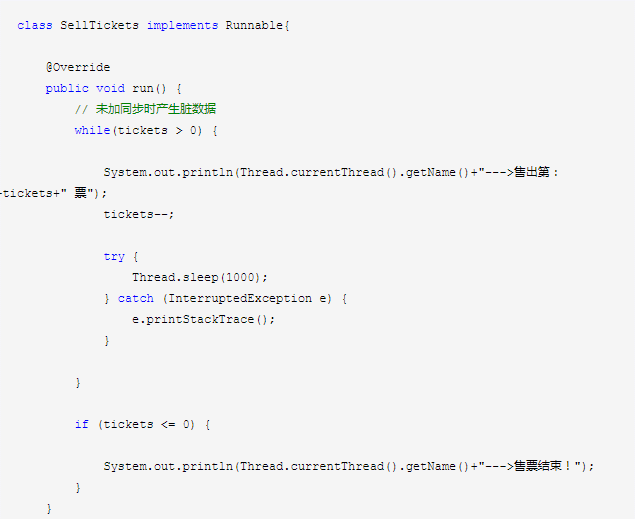 class SellTickets implements Runnable{
@Override
public void run() {
// 未加同步时产生脏数据
while(tickets > 0) {
System.out.println(Thread.currentThread().getName()+"--->售出第：
-tickets+" 票");
tickets--;
try {
Thread.sleep(1000);
} catch (InterruptedException e) {
e.printStackTrace();
}
}
if (tickets <= 0) {
System.out.println(Thread.currentThread().getName()+"--->售票结束！");
}
}